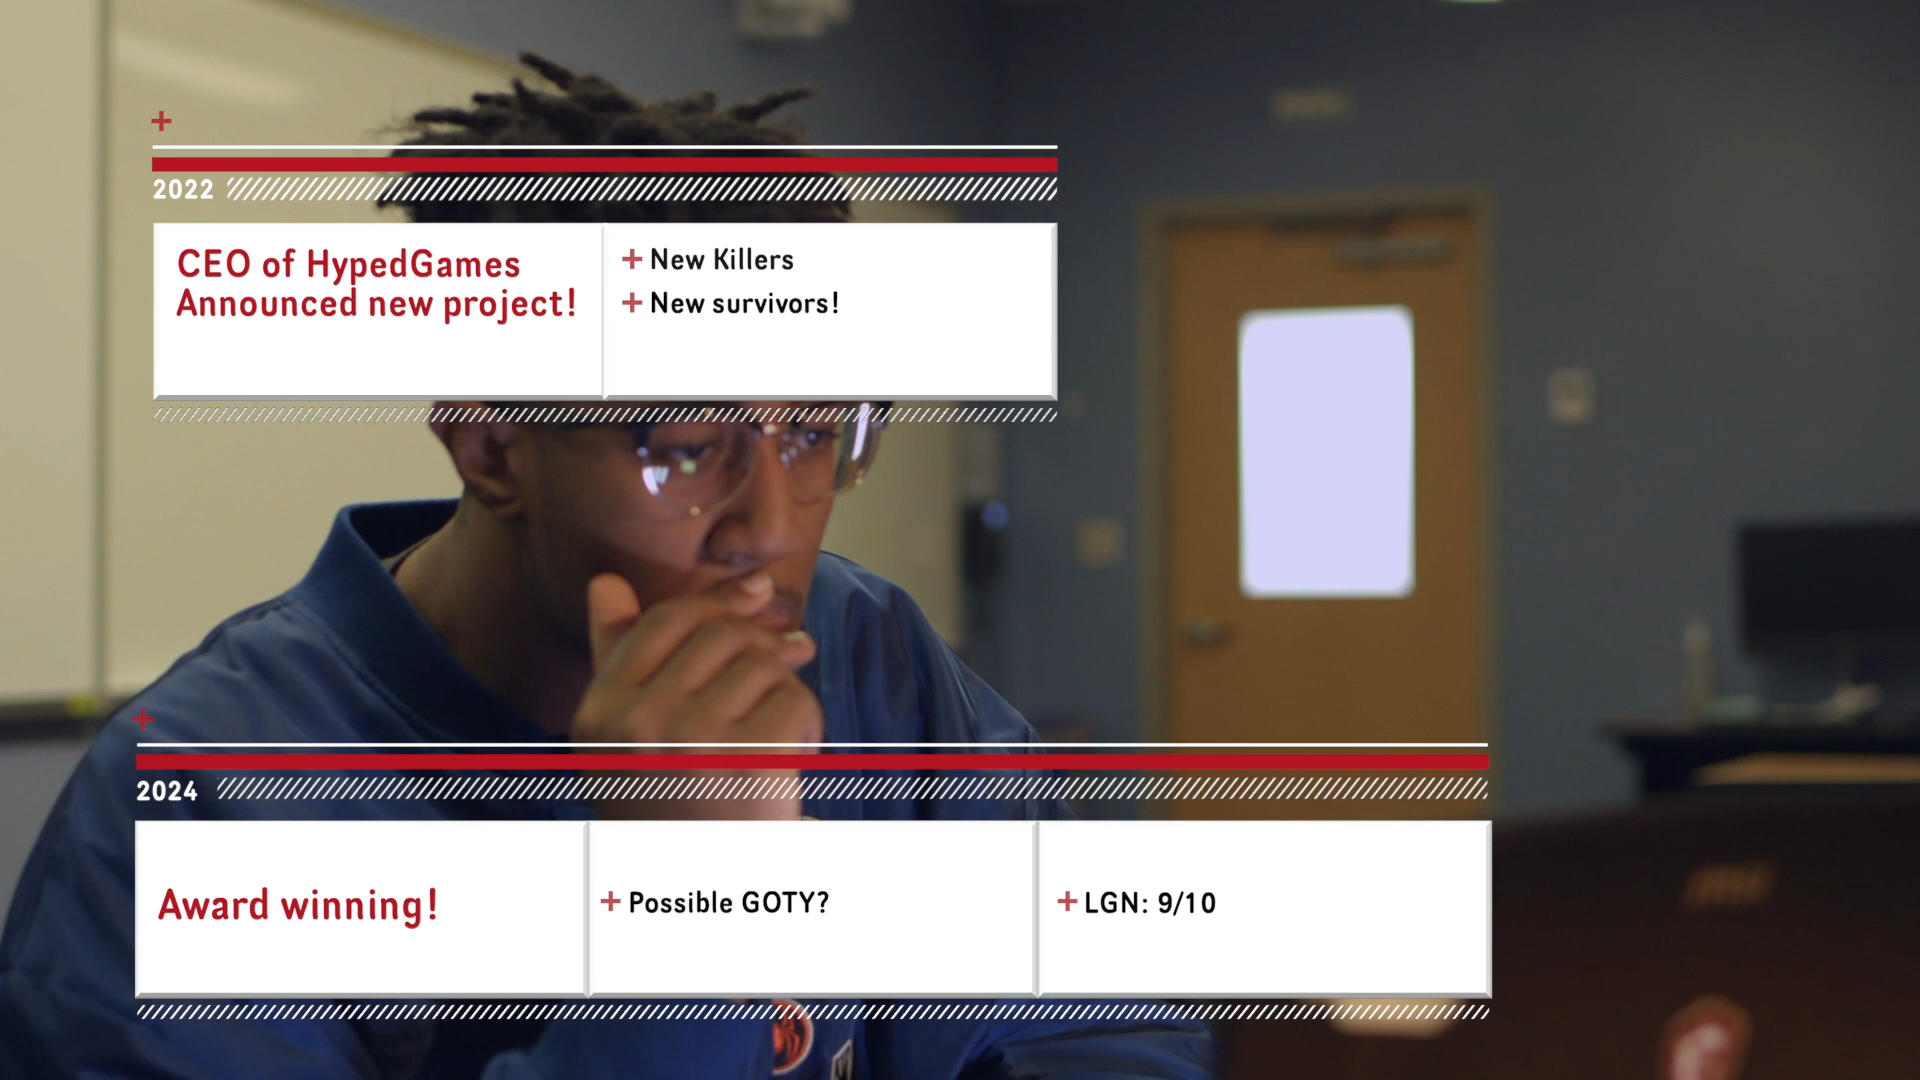 2022
CEO of HypedGames
Announced new project!
+ New Killers
+ New survivors!
2024
Award winning!
+ Possible GOTY?
+ LGN: 9/10